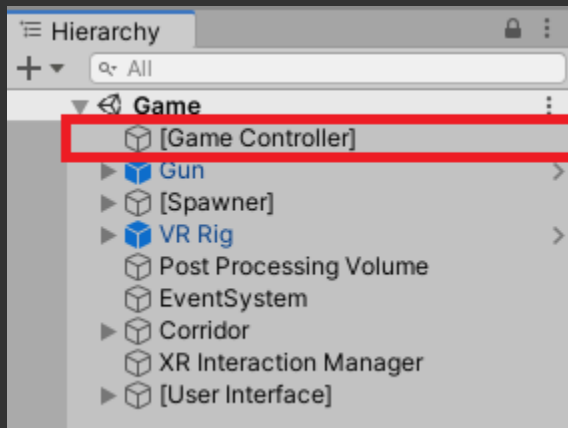 Hierarchy
All
Game
[Game Controller]
Gun
[Spawner]
VR Rig
Post Processing Volume
EventSystem
Corridor
XR Interaction Manager
[User Interface]